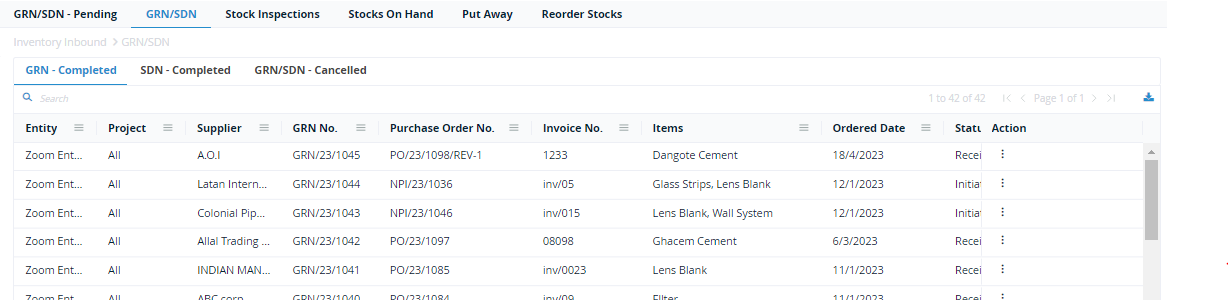 GRN/SDN - Pending GRN/SDN Stock Inspections Stocks On Hand Put Away Reorder Stocks
Inventory Inbound > GRN/SDN
GRN - Completed SDN - Completed GRN/SDN - Cancelled
Search 1 to 42 of 42 Page 1 of 1
Entity Project Supplier GRN No. Purchase Order No. Invoice No. Items Ordered Date Statu Action
Zoom Ent... All A.O.I GRN/23/1045 PO/23/1098/REV-1 1233 Dangote Cement 18/4/2023 Recei
Zoom Ent... All Latan Intern... GRN/23/1044 NPI/23/1036 inv/05 Glass Strips, Lens Blank 12/1/2023 Initia
Zoom Ent... All Colonial Pip... GRN/23/1043 NPI/23/1046 inv/015 Lens Blank, Wall System 12/1/2023 Initia
Zoom Ent... All Allal Trading ... GRN/23/1042 PO/23/1097 08098 Ghacem Cement 6/3/2023 Recei
Zoom Ent... All INDIAN MAN... GRN/23/1041 PO/23/1085 inv/0023 Lens Blank 11/1/2023 Recei
Zoom Ent... All ABC corp GRN/23/1040 PO/23/1084 inv/09 Filter 11/1/2023 Recei